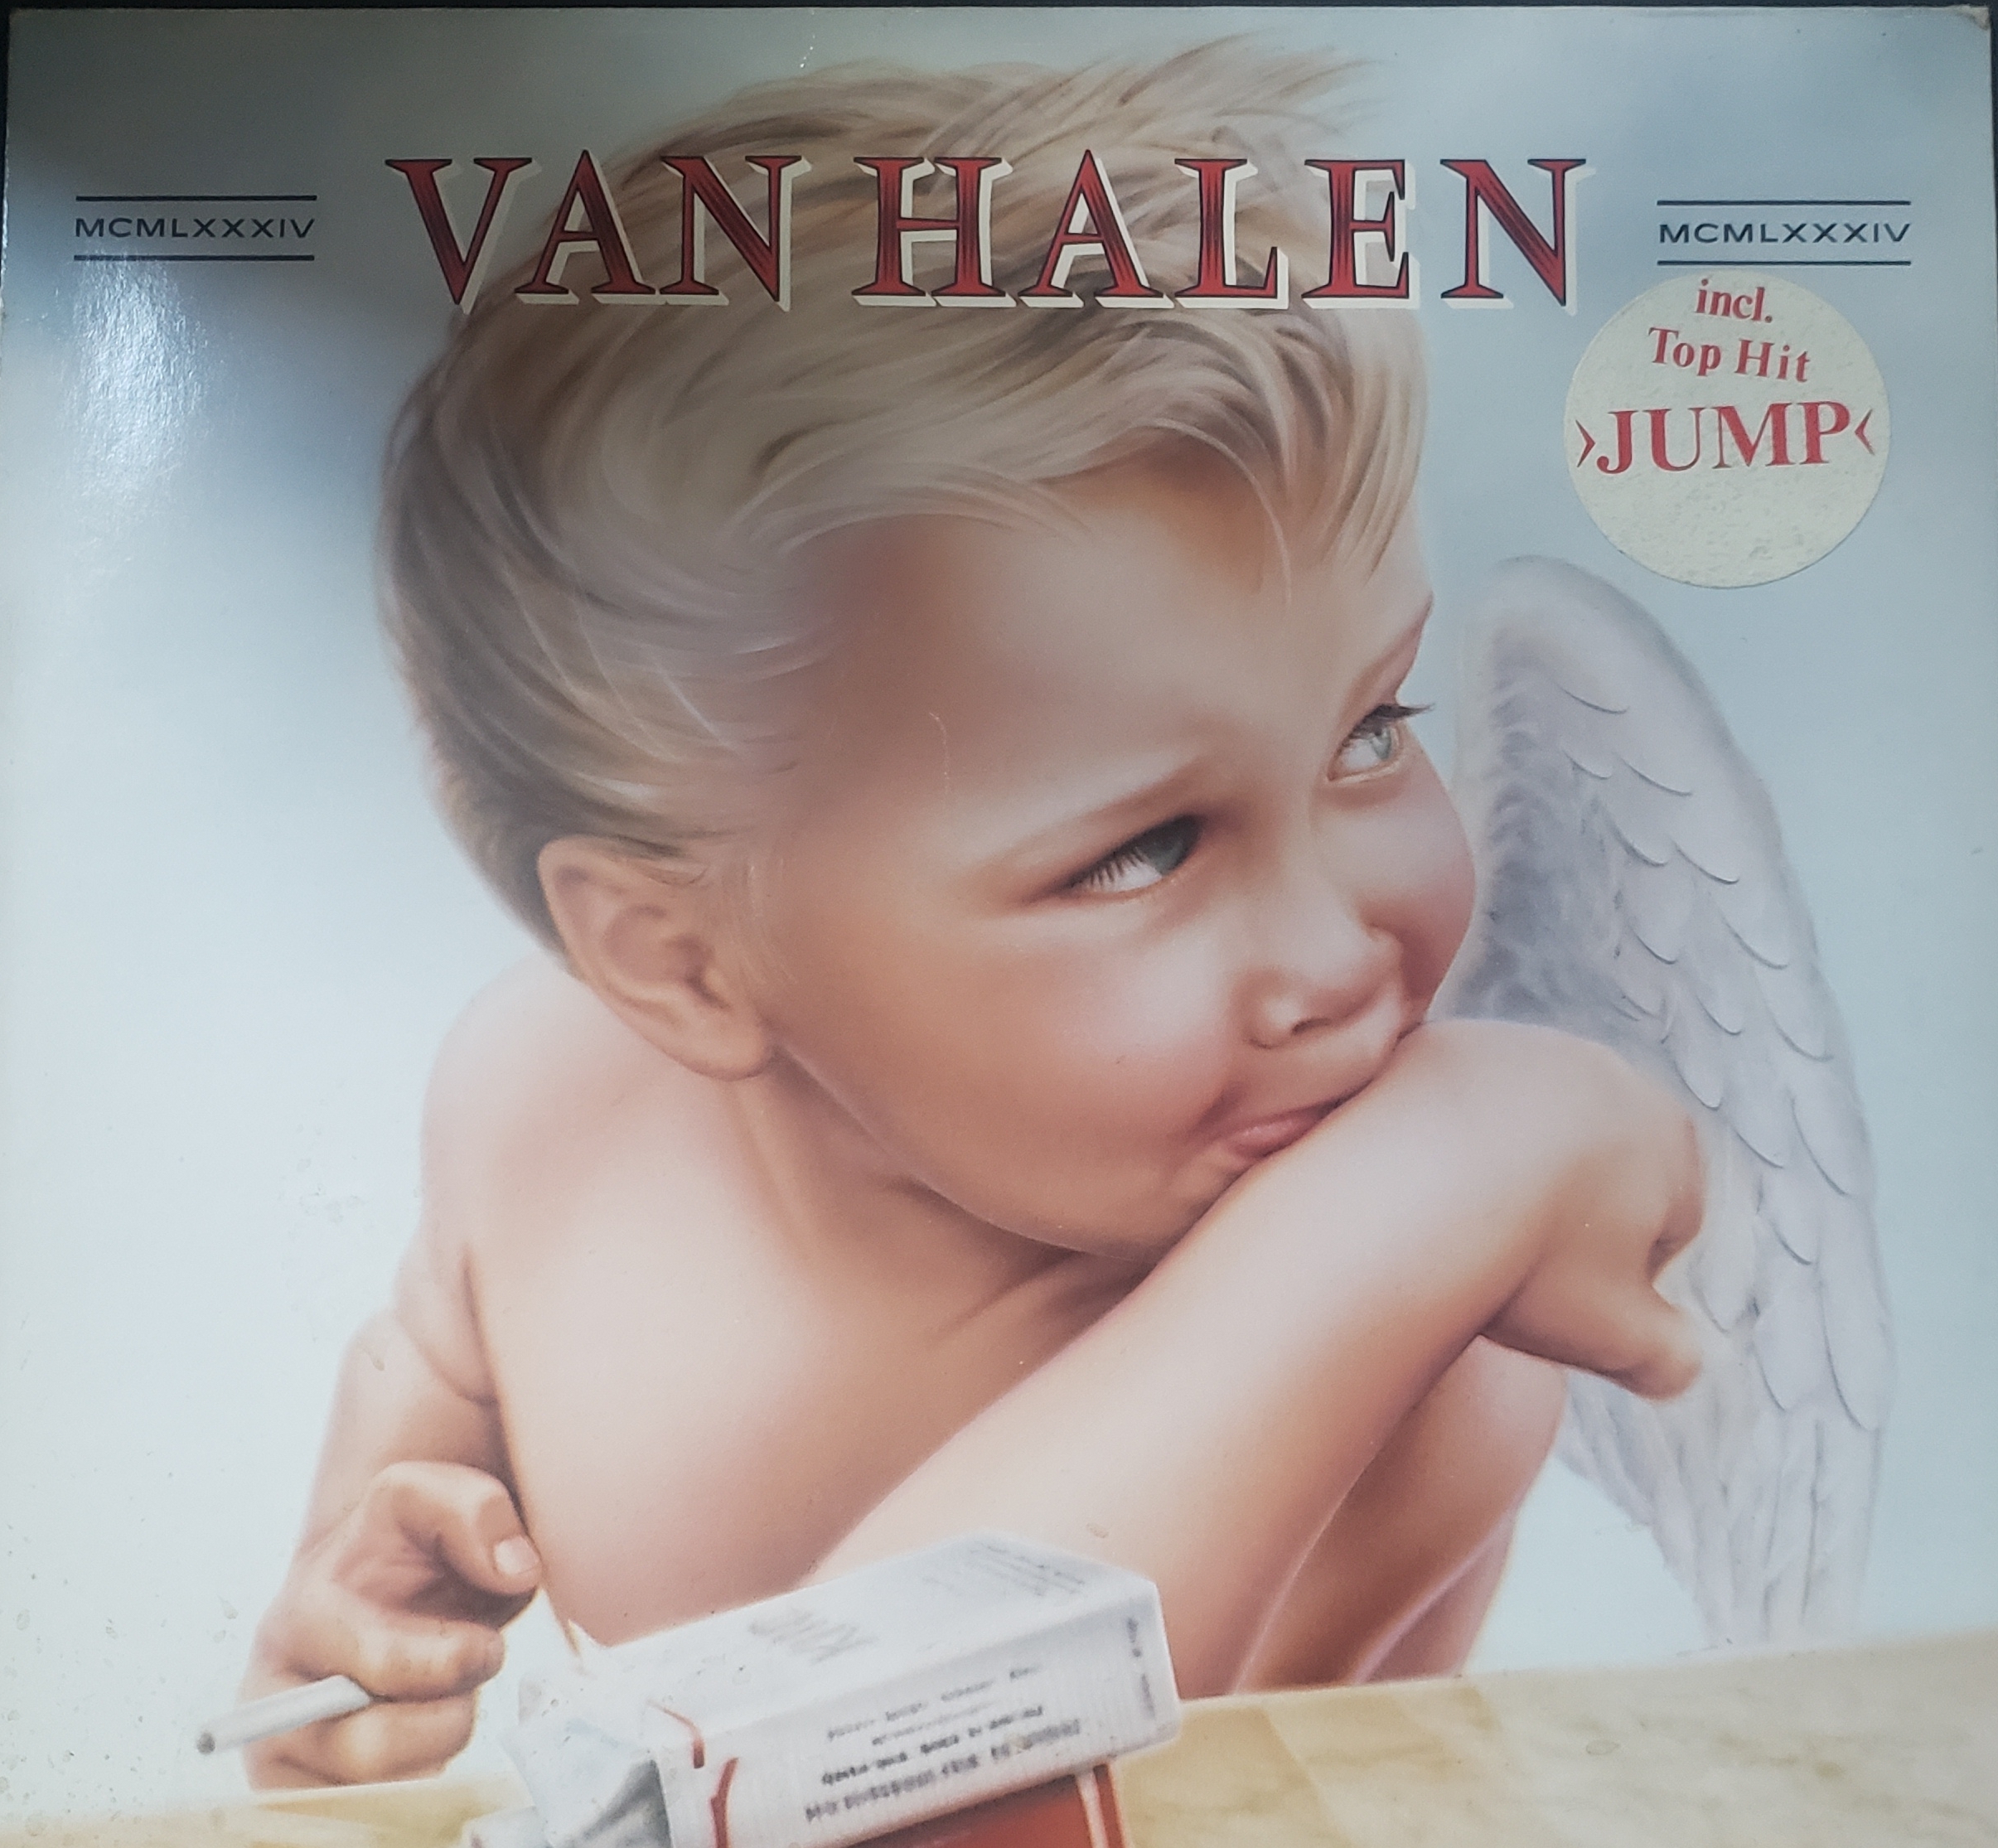 MCMLXXXIV VAN HALEN MCMLXXXIV
incl.
Top Hit
›JUMP‹